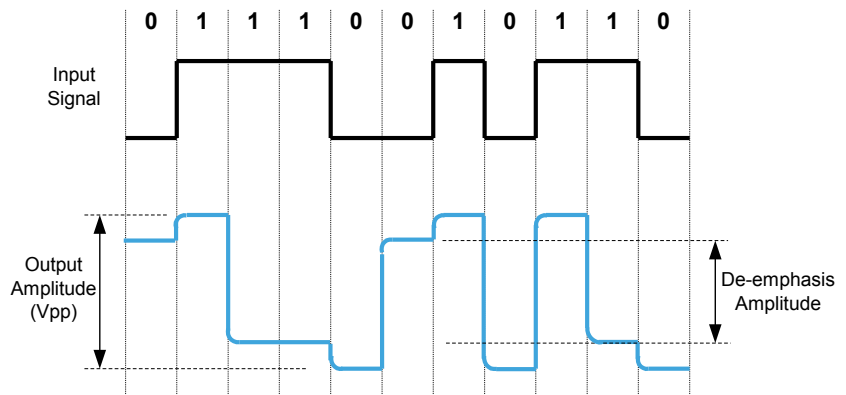 0 1 1 1 0 0 1 0 1 1 0
Input
Signal
Output
Amplitude
(Vpp)
De-emphasis
Amplitude